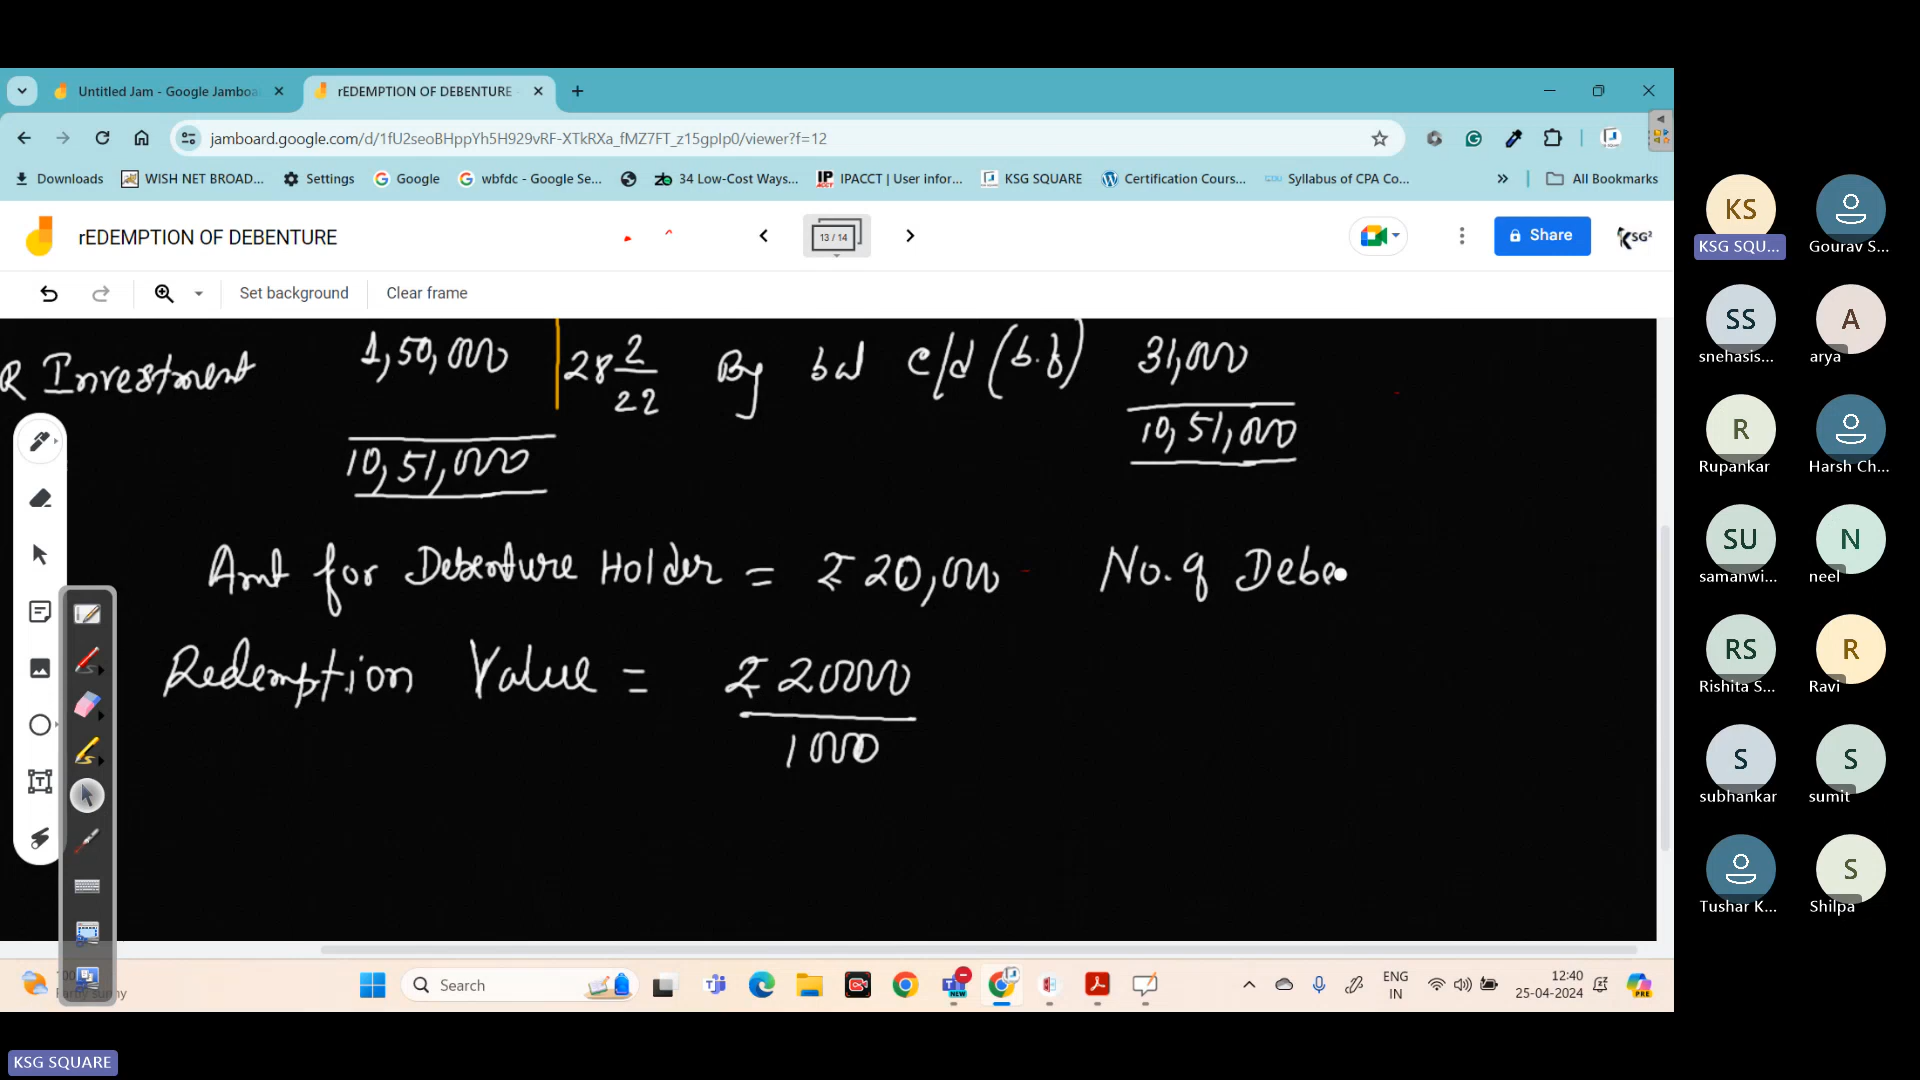 Untitled Jam - Google Jamboa
rEDEMPTION OF DEBENTURE -
jamboard.google.com/d/1fU2seoBHppYh5H929vRF-XTkRXa_fMZ7FT_z15gpIp0/viewer?f=12
Downloads WISH NET BROAD... Settings Google wbfdc - Google Se... 34 Low-Cost Ways... IPACCT | User infor... KSG SQUARE Certification Cours... Syllabus of CPA Co... » All Bookmarks
rEDEMPTION OF DEBENTURE
13 / 14
Share
KSG²
Set background Clear frame
R Investment 1,50,000 28 2/22 By bal c/d (b.f) 31,000
10,51,000 10,51,000
Amt for Debenture Holder = ₹ 20,000 No. of Debe
Redemption Value = ₹ 20000
1000
KS
KSG SQU...
Gourav S...
SS
snehasis...
A
arya
R
Rupankar
Harsh Ch...
SU
samanwi...
N
neel
RS
Rishita S...
R
Ravi
S
subhankar
S
sumit
Tushar K...
S
Shilpa
Search
ENG
IN
12:40
25-04-2024
KSG SQUARE